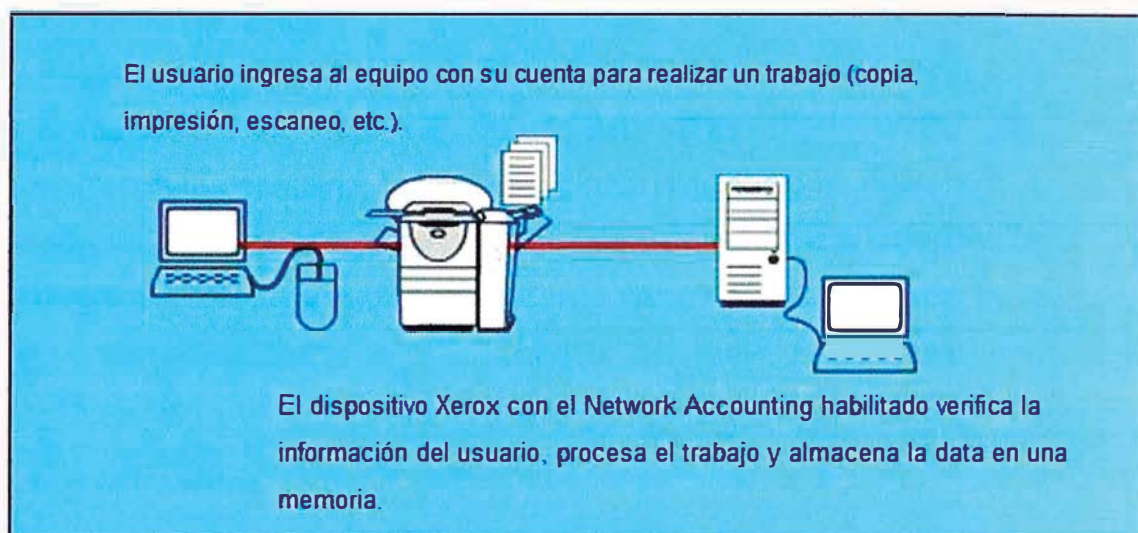 El usuario ingresa al equipo con su cuenta para realizar un trabajo (copia,
impresión, escaneo, etc.).
El dispositivo Xerox con el Network Accounting habilitado verifica la
información del usuario, procesa el trabajo y almacena la data en una
memoria.